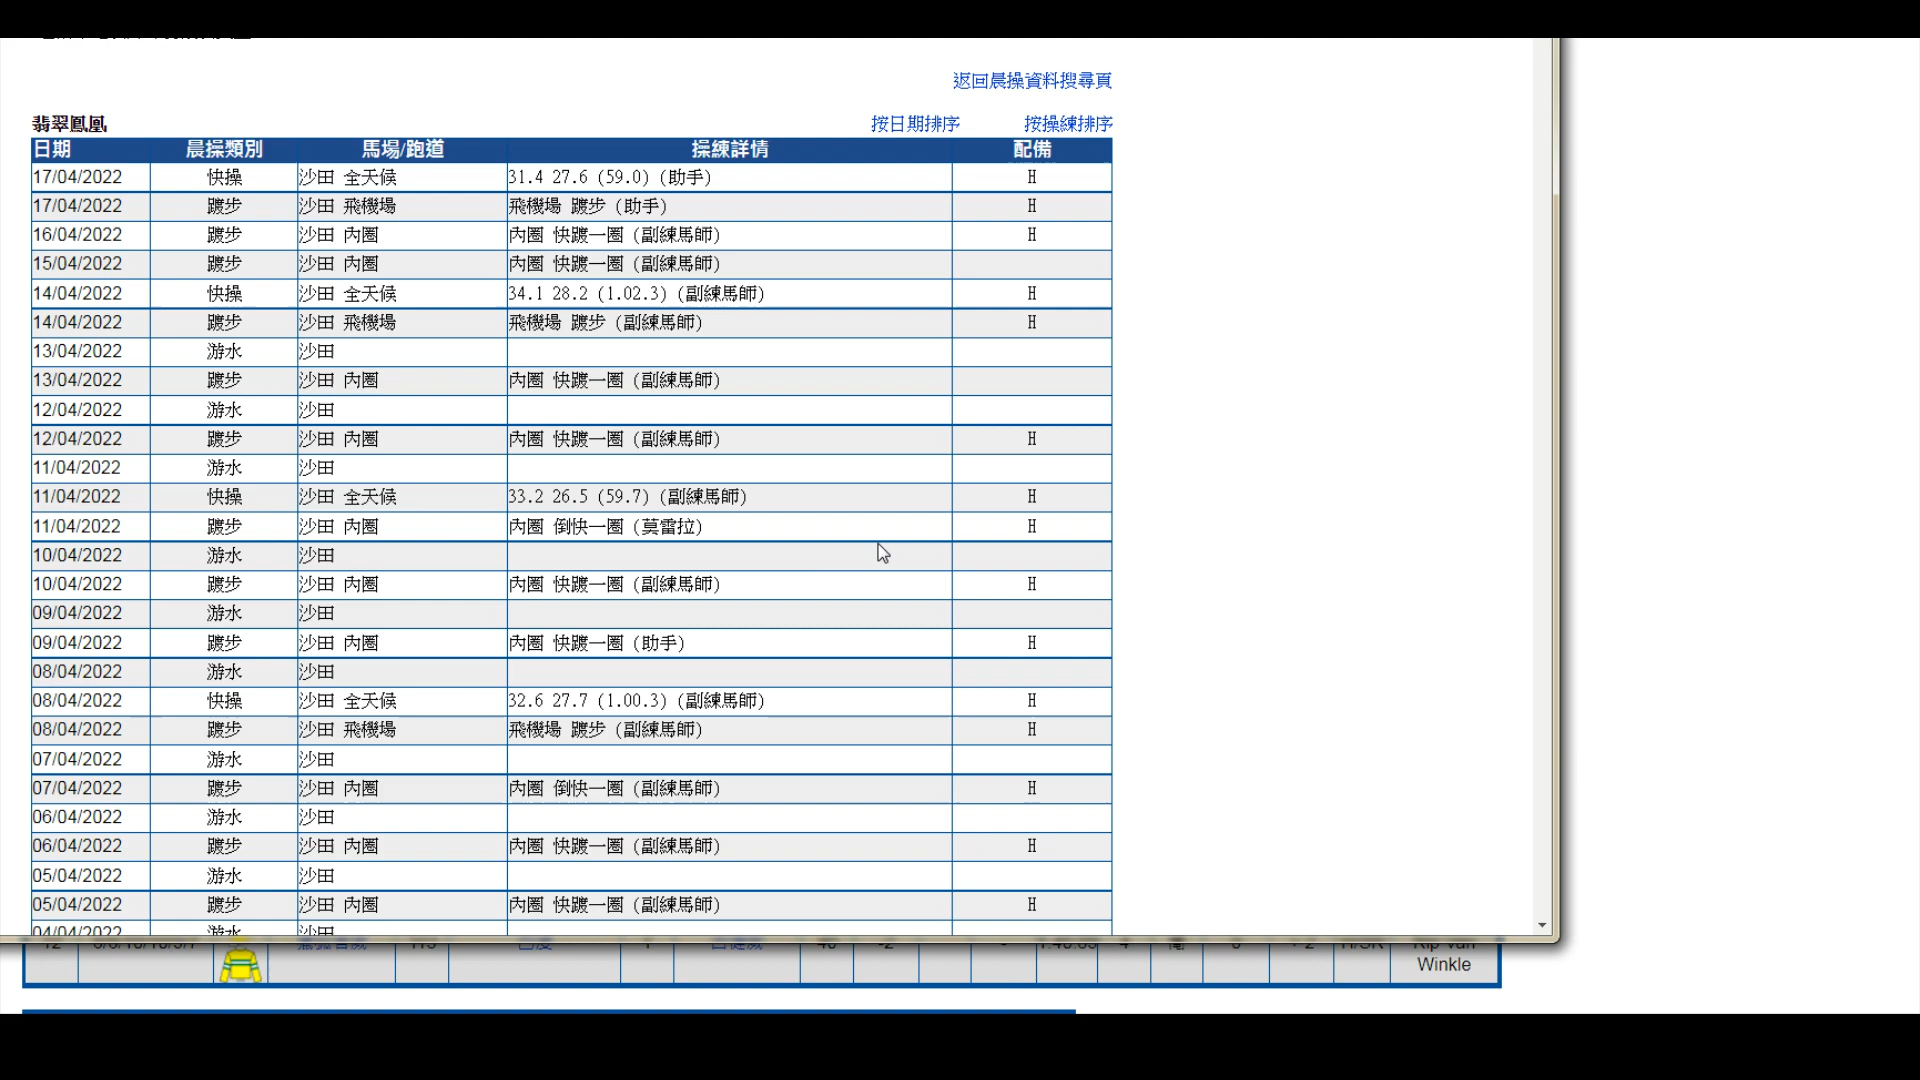 返回晨操資料搜尋頁
翡翠鳳凰 按日期排序 按操練排序
日期 晨操類別 馬場/跑道 操練詳情 配備
17/04/2022 快操 沙田 全天候 31.4 27.6 (59.0) (助手) H
17/04/2022 踱步 沙田 飛機場 飛機場 踱步 (助手) H
16/04/2022 踱步 沙田 內圈 內圈 快踱一圈 (副練馬師) H
15/04/2022 踱步 沙田 內圈 內圈 快踱一圈 (副練馬師)
14/04/2022 快操 沙田 全天候 34.1 28.2 (1.02.3) (副練馬師) H
14/04/2022 踱步 沙田 飛機場 飛機場 踱步 (副練馬師) H
13/04/2022 游水 沙田
13/04/2022 踱步 沙田 內圈 內圈 快踱一圈 (副練馬師)
12/04/2022 游水 沙田
12/04/2022 踱步 沙田 內圈 內圈 快踱一圈 (副練馬師) H
11/04/2022 游水 沙田
11/04/2022 快操 沙田 全天候 33.2 26.5 (59.7) (副練馬師) H
11/04/2022 踱步 沙田 內圈 內圈 倒快一圈 (莫雷拉) H
10/04/2022 游水 沙田
10/04/2022 踱步 沙田 內圈 內圈 快踱一圈 (副練馬師) H
09/04/2022 游水 沙田
09/04/2022 踱步 沙田 內圈 內圈 快踱一圈 (助手) H
08/04/2022 游水 沙田
08/04/2022 快操 沙田 全天候 32.6 27.7 (1.00.3) (副練馬師) H
08/04/2022 踱步 沙田 飛機場 飛機場 踱步 (副練馬師) H
07/04/2022 游水 沙田
07/04/2022 踱步 沙田 內圈 內圈 倒快一圈 (副練馬師) H
06/04/2022 游水 沙田
06/04/2022 踱步 沙田 內圈 內圈 快踱一圈 (副練馬師) H
05/04/2022 游水 沙田
05/04/2022 踱步 沙田 內圈 內圈 快踱一圈 (副練馬師) H
04/04/2022 游水 沙田
Rip Van
Winkle